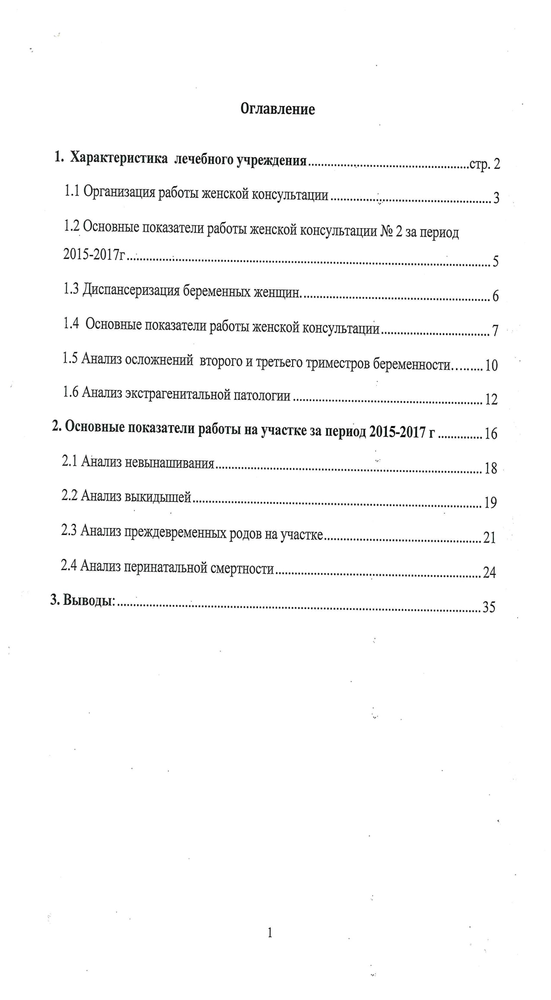 Оглавление
1. Характеристика лечебного учреждения..................................................стр. 2
1.1 Организация работы женской консультации..................................................3
1.2 Основные показатели работы женской консультации № 2 за период
2015-2017г..................................................5
1.3 Диспансеризация беременных женщин..................................................6
1.4 Основные показатели работы женской консультации..................................7
1.5 Анализ осложнений второго и третьего триместров беременности..........10
1.6 Анализ экстрагенитальной патологии..................................................12
2. Основные показатели работы на участке за период 2015-2017 г..............16
2.1 Анализ невынашивания..................................................18
2.2 Анализ выкидышей..................................................19
2.3 Анализ преждевременных родов на участке..................................................21
2.4 Анализ перинатальной смертности..................................................24
3. Выводы:..................................................35
1